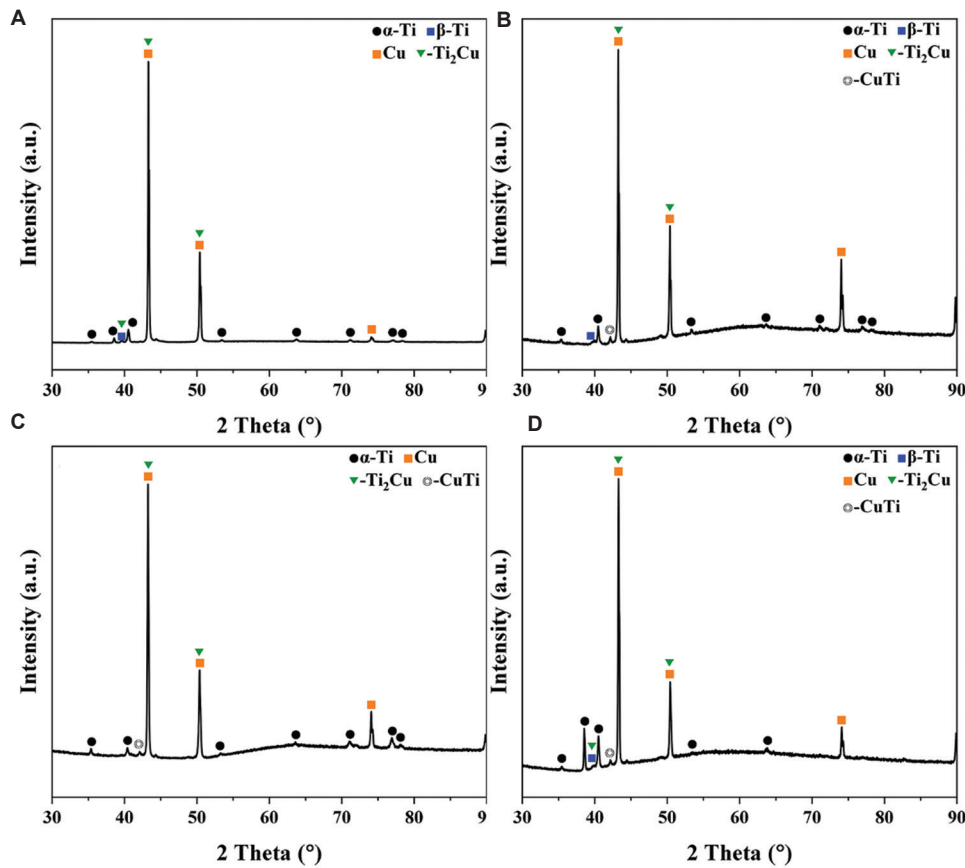 A
α-Ti β-Ti
Cu -Ti₂Cu
Intensity (a.u.)
30 40 50 60 70 80 9
2 Theta (°)
B
α-Ti β-Ti
Cu -Ti₂Cu
-CuTi
Intensity (a.u.)
30 40 50 60 70 80 90
2 Theta (°)
C
α-Ti Cu
-Ti₂Cu -CuTi
Intensity (a.u.)
30 40 50 60 70 80 9
2 Theta (°)
D
α-Ti β-Ti
Cu -Ti₂Cu
-CuTi
Intensity (a.u.)
30 40 50 60 70 80 90
2 Theta (°)